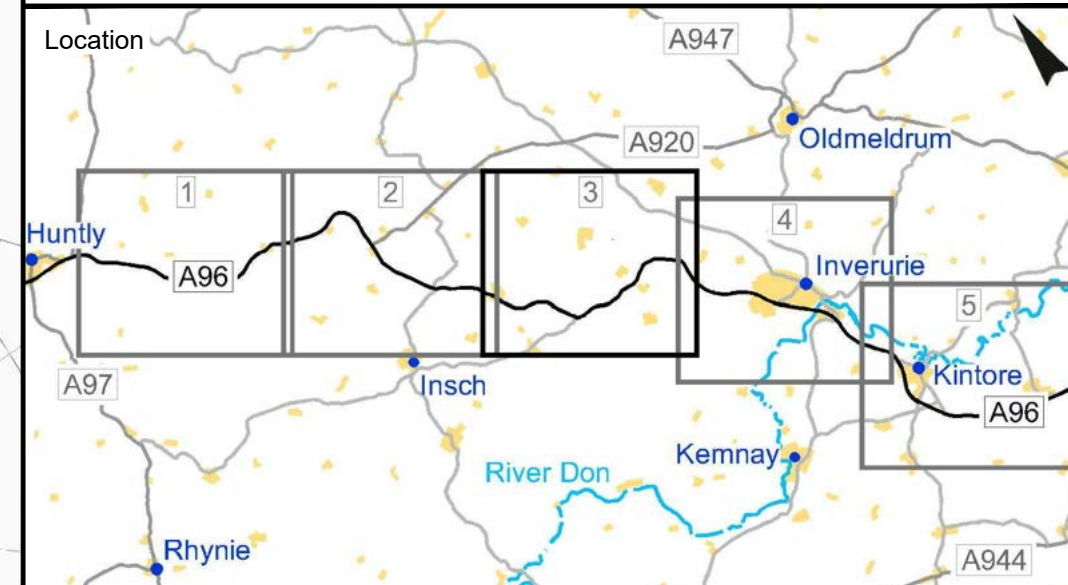 Location
A947
Oldmeldrum
A920
1
2
3
4
Huntly
A96
Inverurie
5
A97
Insch
Kintore
A96
Kemnay
River Don
Rhynie
A944